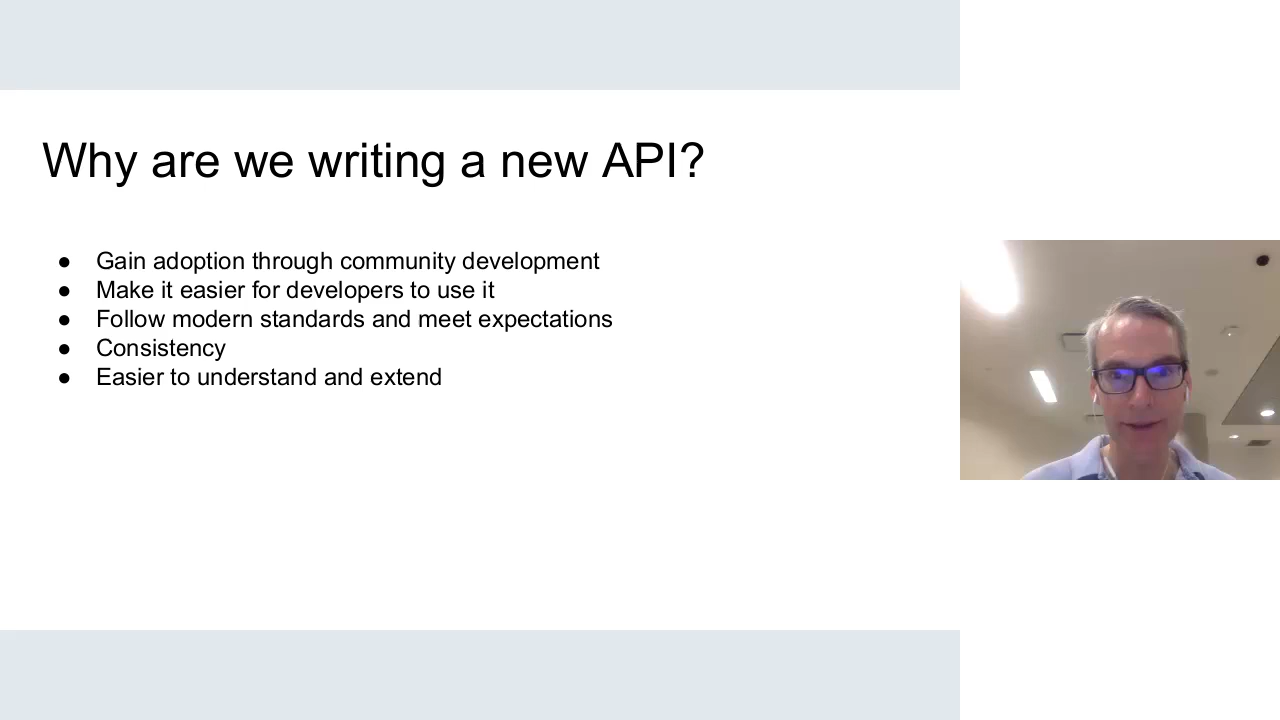 Why are we writing a new API?
● Gain adoption through community development
● Make it easier for developers to use it
● Follow modern standards and meet expectations
● Consistency
● Easier to understand and extend